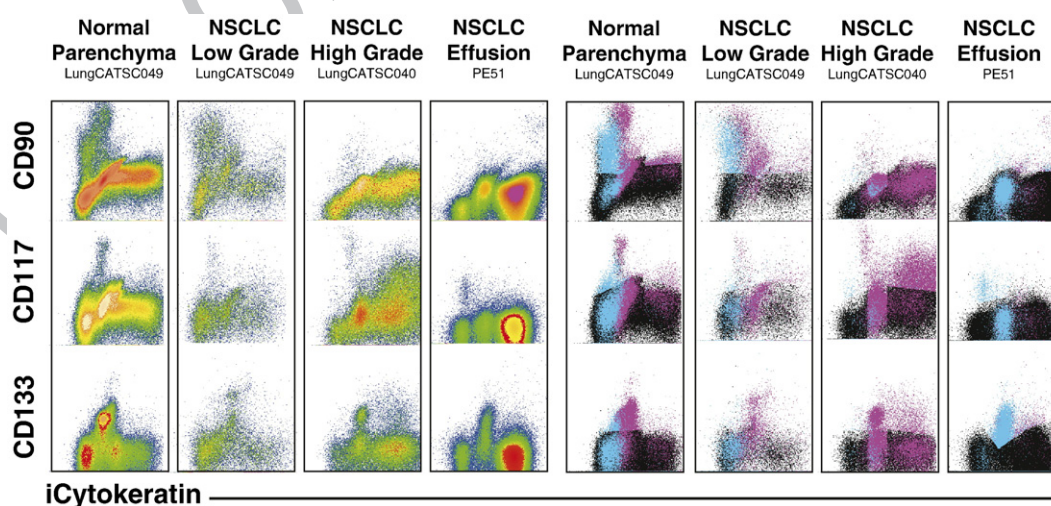 Normal Parenchyma
LungCATSC049
NSCLC Low Grade
LungCATSC049
NSCLC High Grade
LungCATSC040
NSCLC Effusion
PE51
Normal Parenchyma
LungCATSC049
NSCLC Low Grade
LungCATSC049
NSCLC High Grade
LungCATSC040
NSCLC Effusion
PE51
CD90
CD117
CD133
iCytokeratin